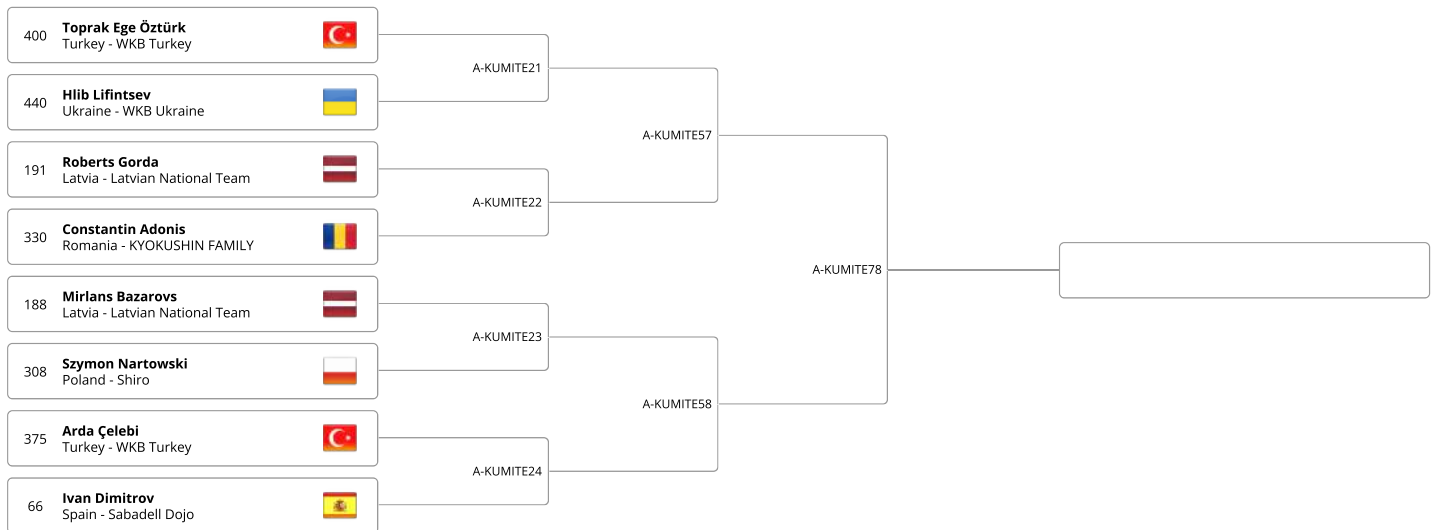 400
Toprak Ege Öztürk
Turkey - WKB Turkey
440
Hlib Lifintsev
Ukraine - WKB Ukraine
191
Roberts Gorda
Latvia - Latvian National Team
330
Constantin Adonis
Romania - KYOKUSHIN FAMILY
188
Mirlans Bazarovs
Latvia - Latvian National Team
308
Szymon Nartowski
Poland - Shiro
375
Arda Çelebi
Turkey - WKB Turkey
66
Ivan Dimitrov
Spain - Sabadell Dojo
A-KUMITE21
A-KUMITE22
A-KUMITE23
A-KUMITE24
A-KUMITE57
A-KUMITE58
A-KUMITE78